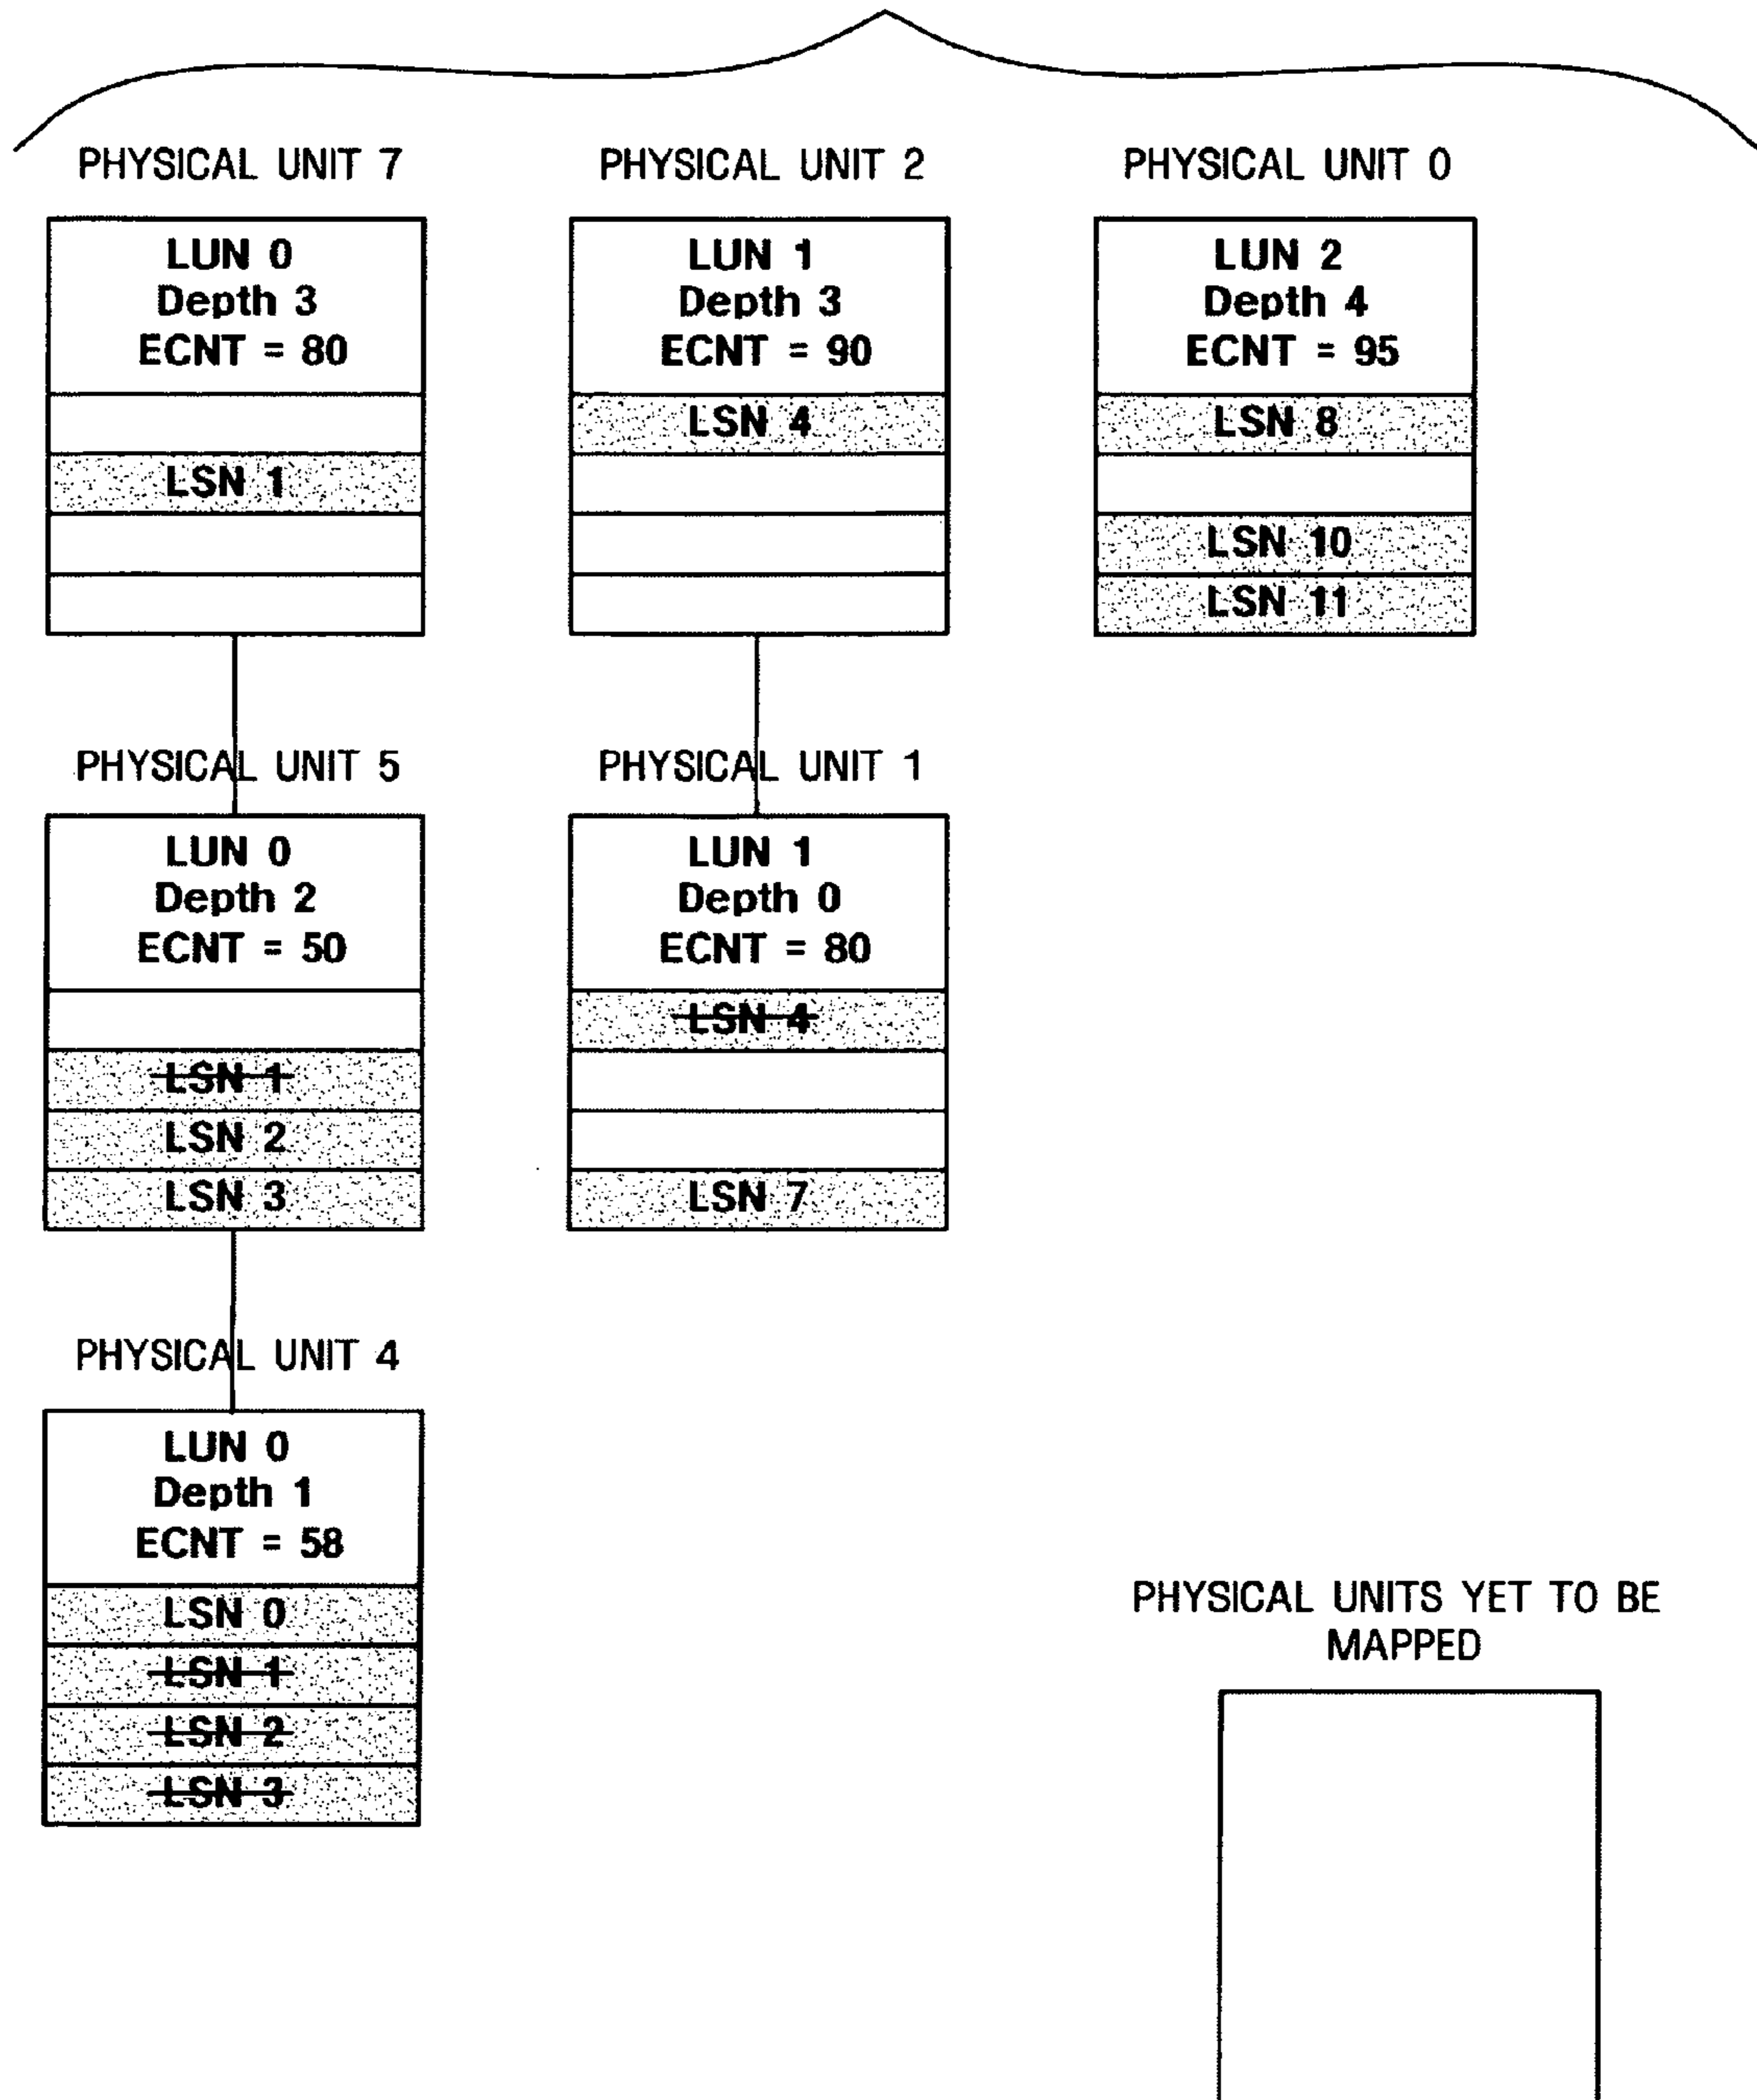 PHYSICAL UNIT 7
LUN 0
Depth 3
ECNT = 80
LSN 1
PHYSICAL UNIT 2
LUN 1
Depth 3
ECNT = 90
LSN 4
PHYSICAL UNIT 0
LUN 2
Depth 4
ECNT = 95
LSN 8
LSN 10
LSN 11
PHYSICAL UNIT 5
LUN 0
Depth 2
ECNT = 50
LSN 1
LSN 2
LSN 3
PHYSICAL UNIT 1
LUN 1
Depth 0
ECNT = 80
LSN 4
LSN 7
PHYSICAL UNIT 4
LUN 0
Depth 1
ECNT = 58
LSN 0
LSN 1
LSN 2
LSN 3
PHYSICAL UNITS YET TO BE
MAPPED